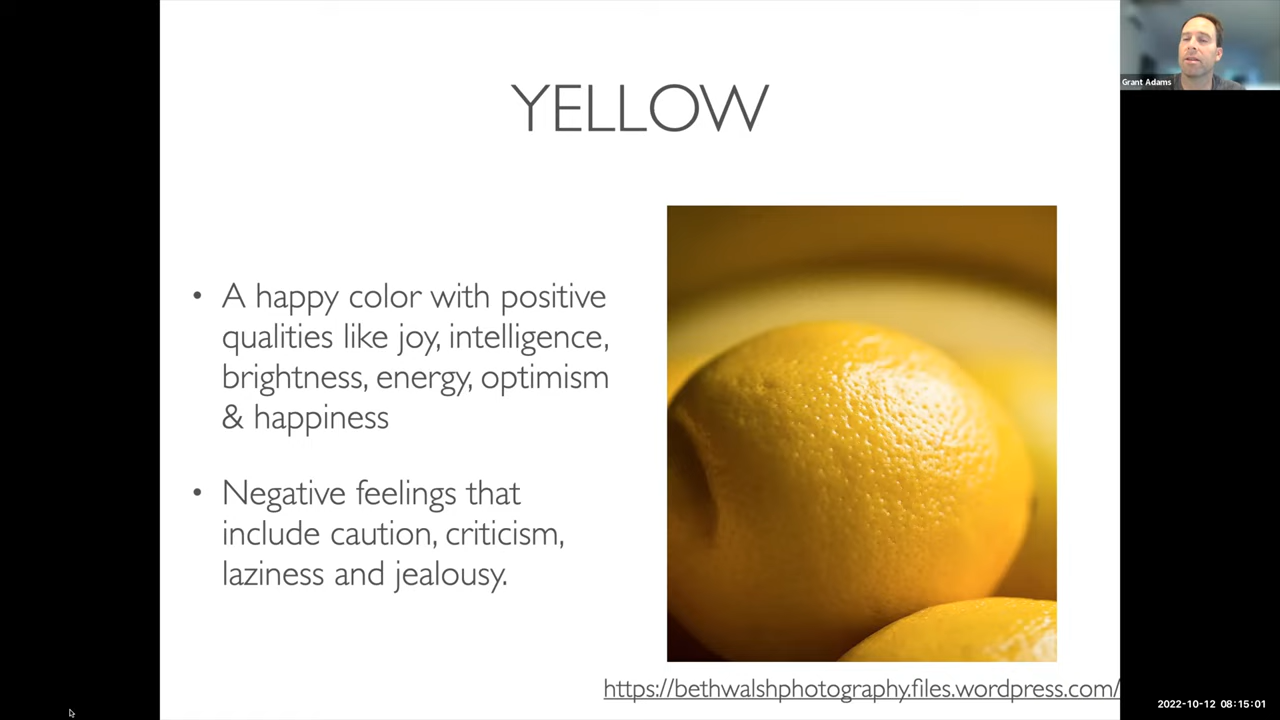 Grant Adams
YELLOW
• A happy color with positive
qualities like joy, intelligence,
brightness, energy, optimism
& happiness
• Negative feelings that
include caution, criticism,
laziness and jealousy.
https://bethwalshphotography.files.wordpress.com/
2022-10-12 08:15:01